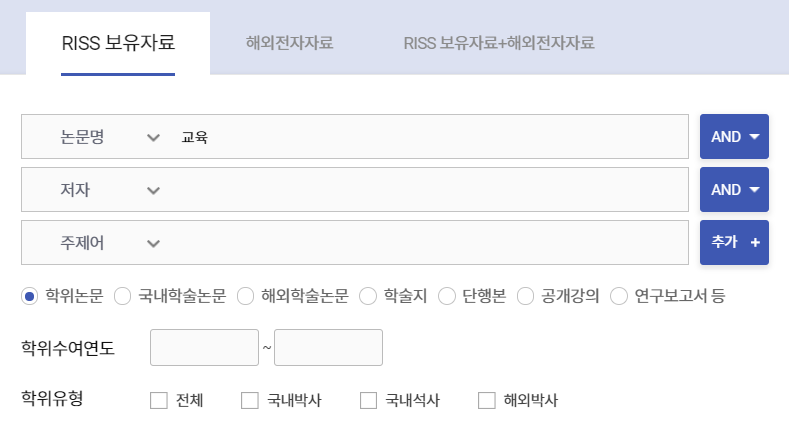 RISS 보유자료 해외전자자료 RISS 보유자료+해외전자자료
논문명 교육 AND
저자 AND
주제어 추가 +
학위논문 국내학술논문 해외학술논문 학술지 단행본 공개강의 연구보고서 등
학위수여연도 ~
학위유형 전체 국내박사 국내석사 해외박사